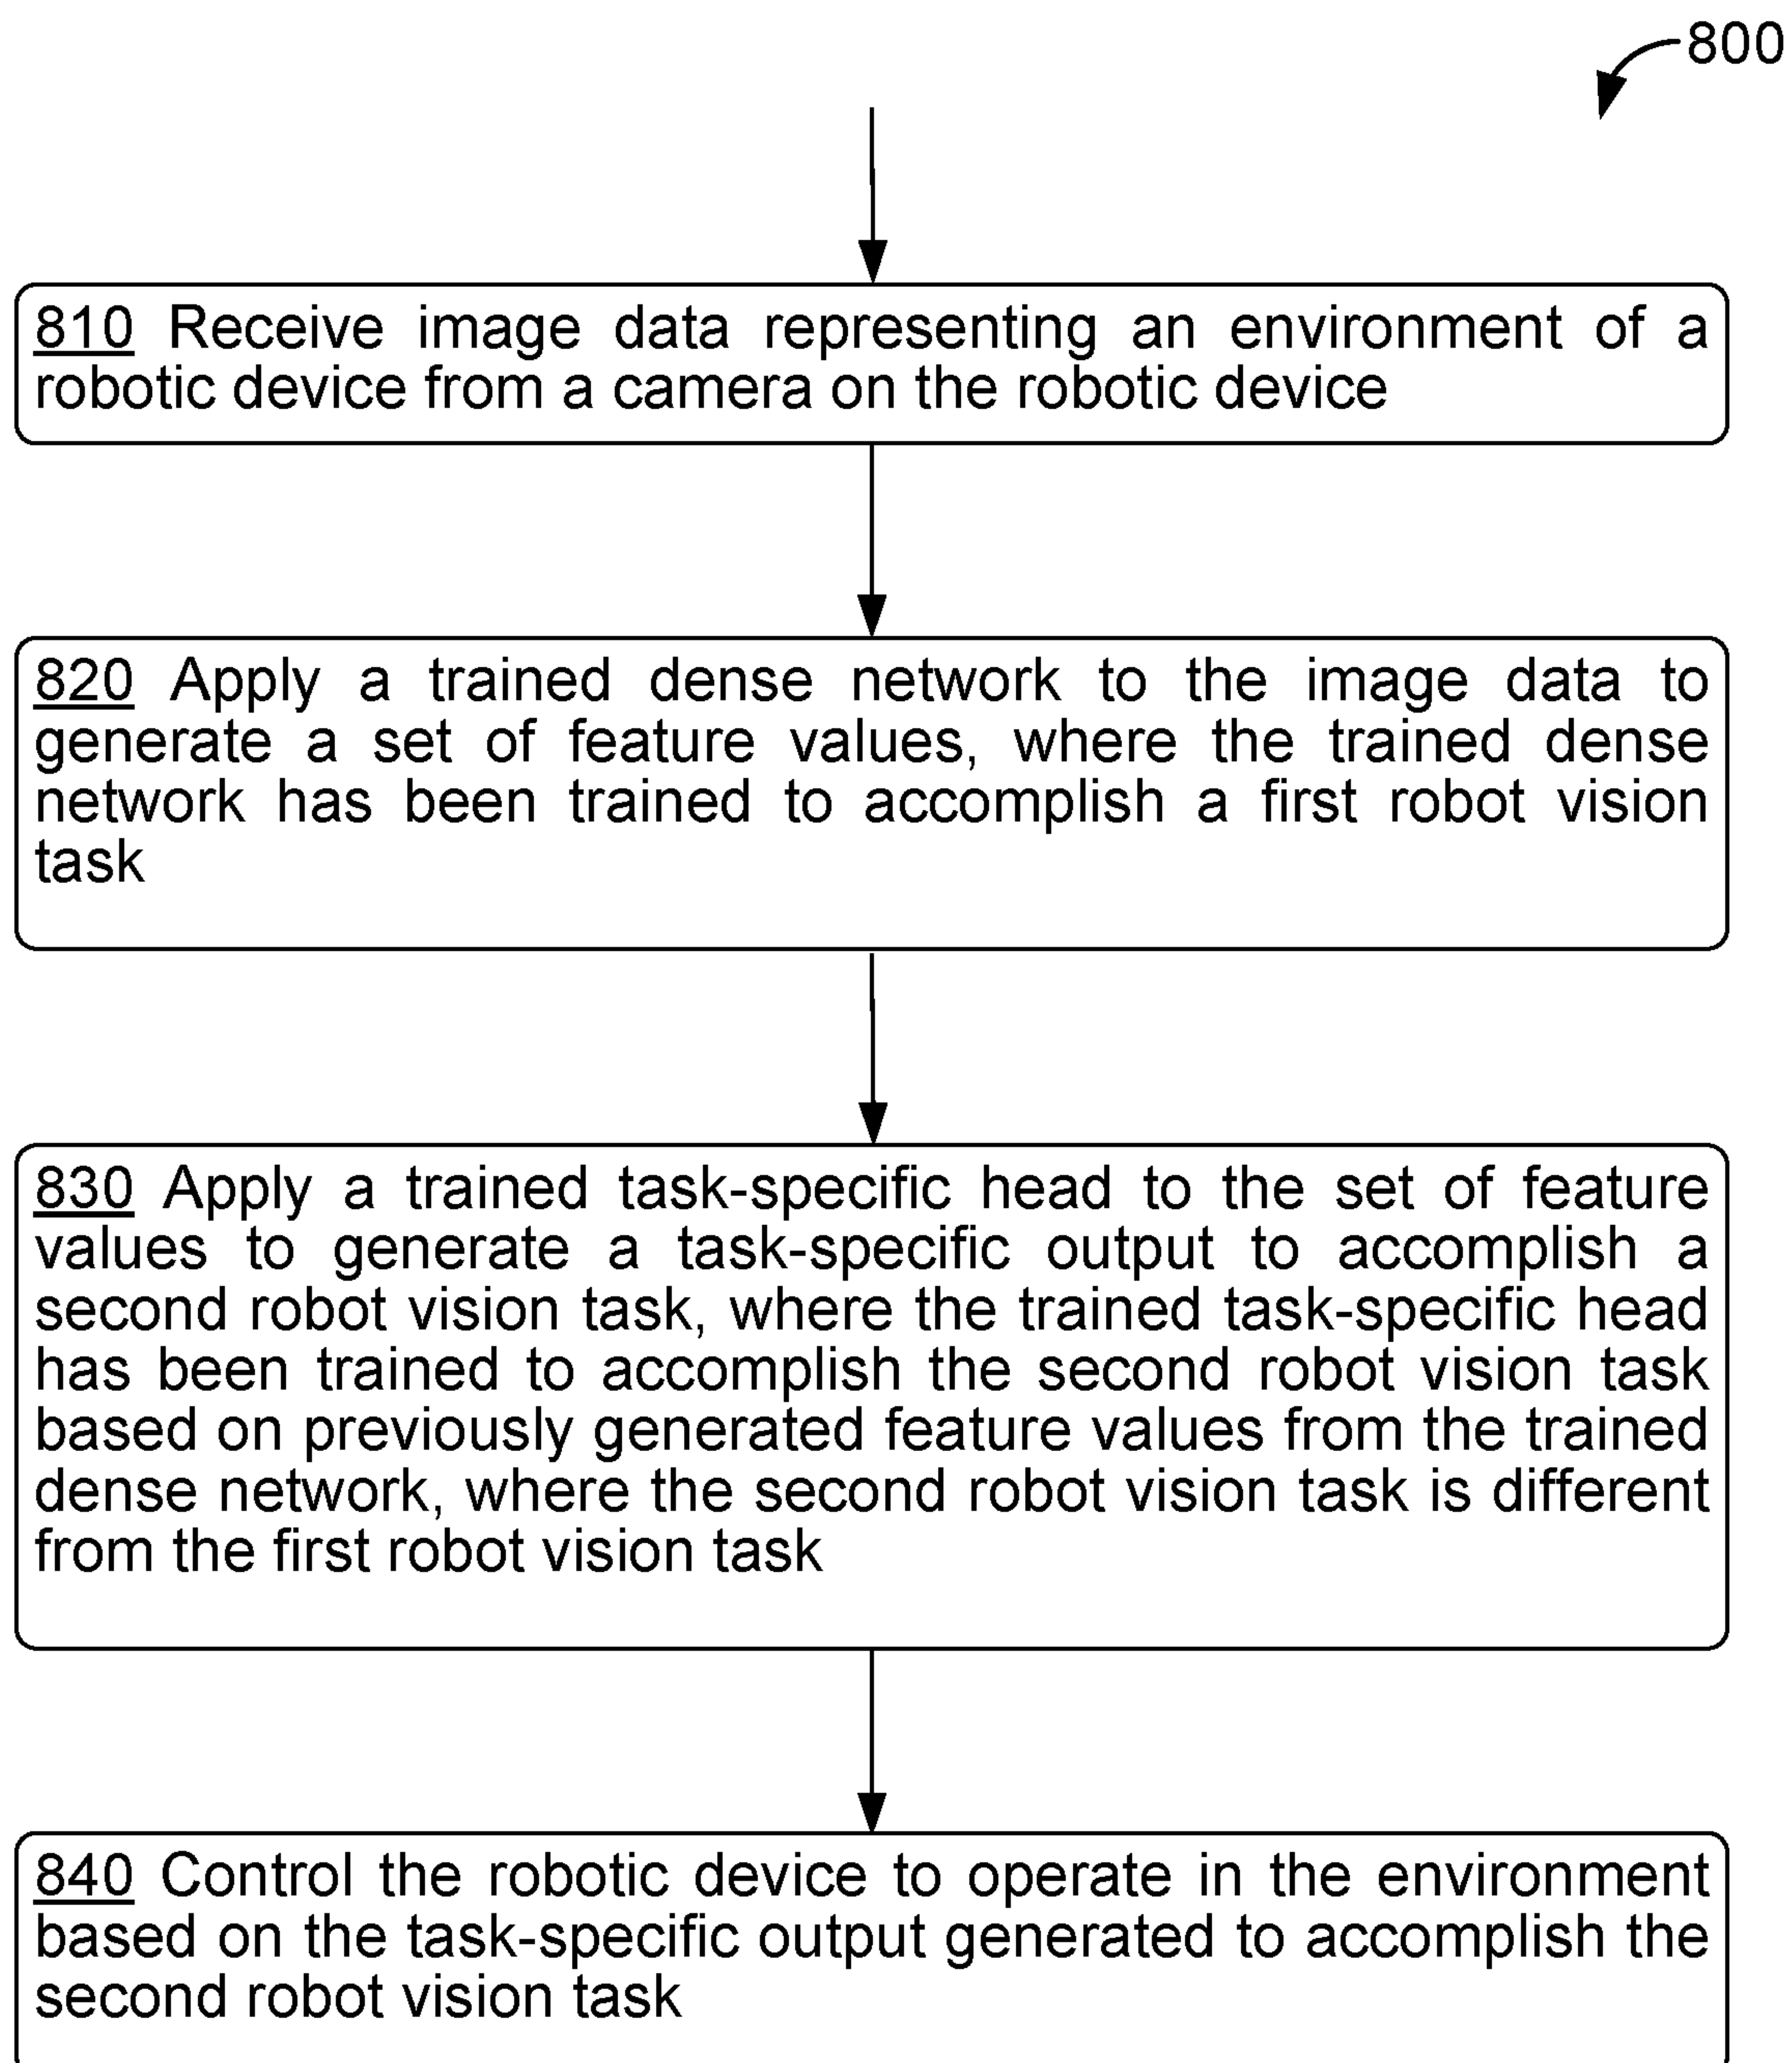 800
810 Receive image data representing an environment of a
robotic device from a camera on the robotic device
820 Apply a trained dense network to the image data to
generate a set of feature values, where the trained dense
network has been trained to accomplish a first robot vision
task
830 Apply a trained task-specific head to the set of feature
values to generate a task-specific output to accomplish a
second robot vision task, where the trained task-specific head
has been trained to accomplish the second robot vision task
based on previously generated feature values from the trained
dense network, where the second robot vision task is different
from the first robot vision task
840 Control the robotic device to operate in the environment
based on the task-specific output generated to accomplish the
second robot vision task